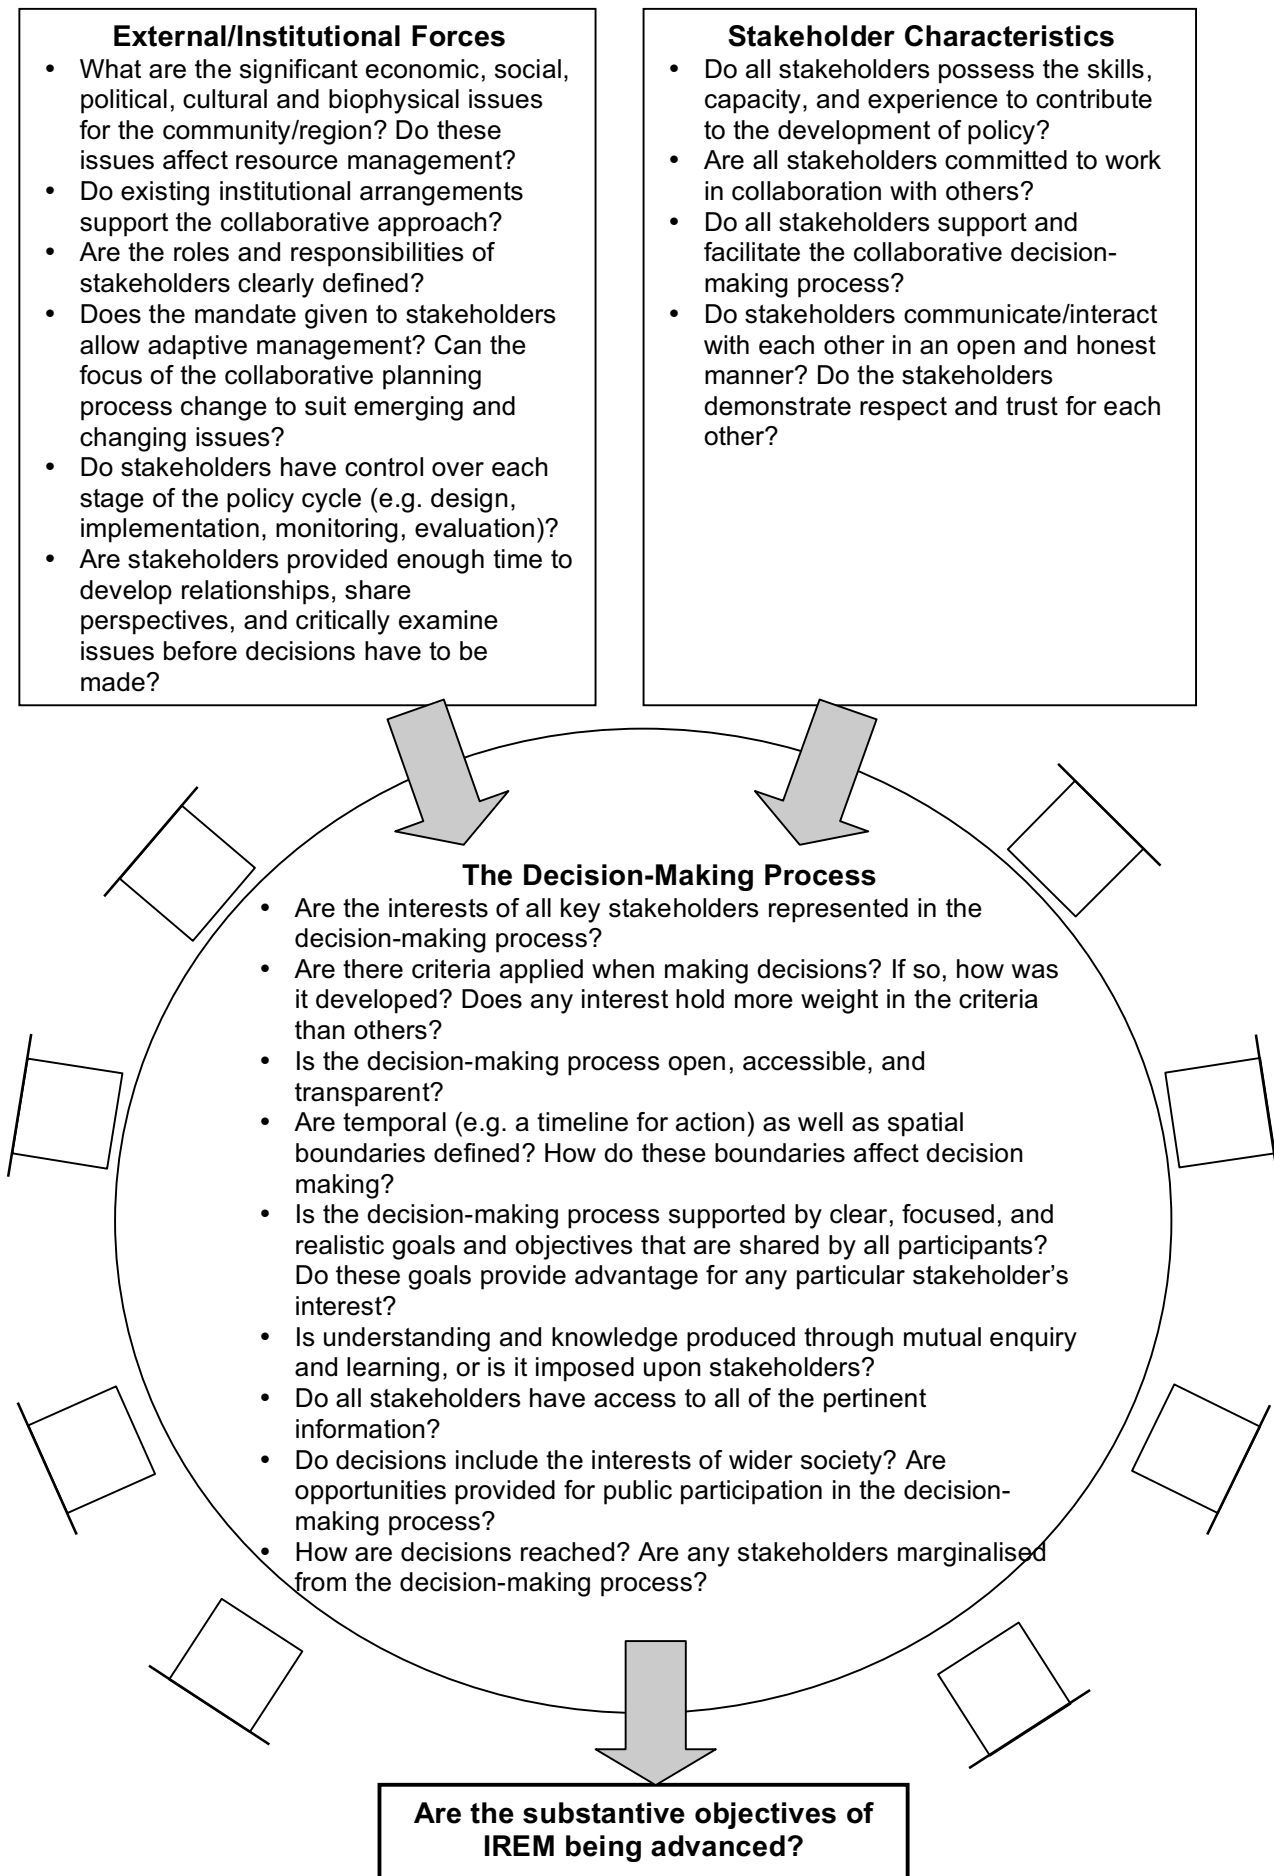 External/Institutional Forces
• What are the significant economic, social,
political, cultural and biophysical issues
for the community/region? Do these
issues affect resource management?
• Do existing institutional arrangements
support the collaborative approach?
• Are the roles and responsibilities of
stakeholders clearly defined?
• Does the mandate given to stakeholders
allow adaptive management? Can the
focus of the collaborative planning
process change to suit emerging and
changing issues?
• Do stakeholders have control over each
stage of the policy cycle (e.g. design,
implementation, monitoring, evaluation)?
• Are stakeholders provided enough time to
develop relationships, share
perspectives, and critically examine
issues before decisions have to be
made?
Stakeholder Characteristics
• Do all stakeholders possess the skills,
capacity, and experience to contribute
to the development of policy?
• Are all stakeholders committed to work
in collaboration with others?
• Do all stakeholders support and
facilitate the collaborative decision-
making process?
• Do stakeholders communicate/interact
with each other in an open and honest
manner? Do the stakeholders
demonstrate respect and trust for each
other?
The Decision-Making Process
• Are the interests of all key stakeholders represented in the
decision-making process?
• Are there criteria applied when making decisions? If so, how was
it developed? Does any interest hold more weight in the criteria
than others?
• Is the decision-making process open, accessible, and
transparent?
• Are temporal (e.g. a timeline for action) as well as spatial
boundaries defined? How do these boundaries affect decision
making?
• Is the decision-making process supported by clear, focused, and
realistic goals and objectives that are shared by all participants?
Do these goals provide advantage for any particular stakeholder’s
interest?
• Is understanding and knowledge produced through mutual enquiry
and learning, or is it imposed upon stakeholders?
• Do all stakeholders have access to all of the pertinent
information?
• Do decisions include the interests of wider society? Are
opportunities provided for public participation in the decision-
making process?
• How are decisions reached? Are any stakeholders marginalised
from the decision-making process?
Are the substantive objectives of
IREM being advanced?